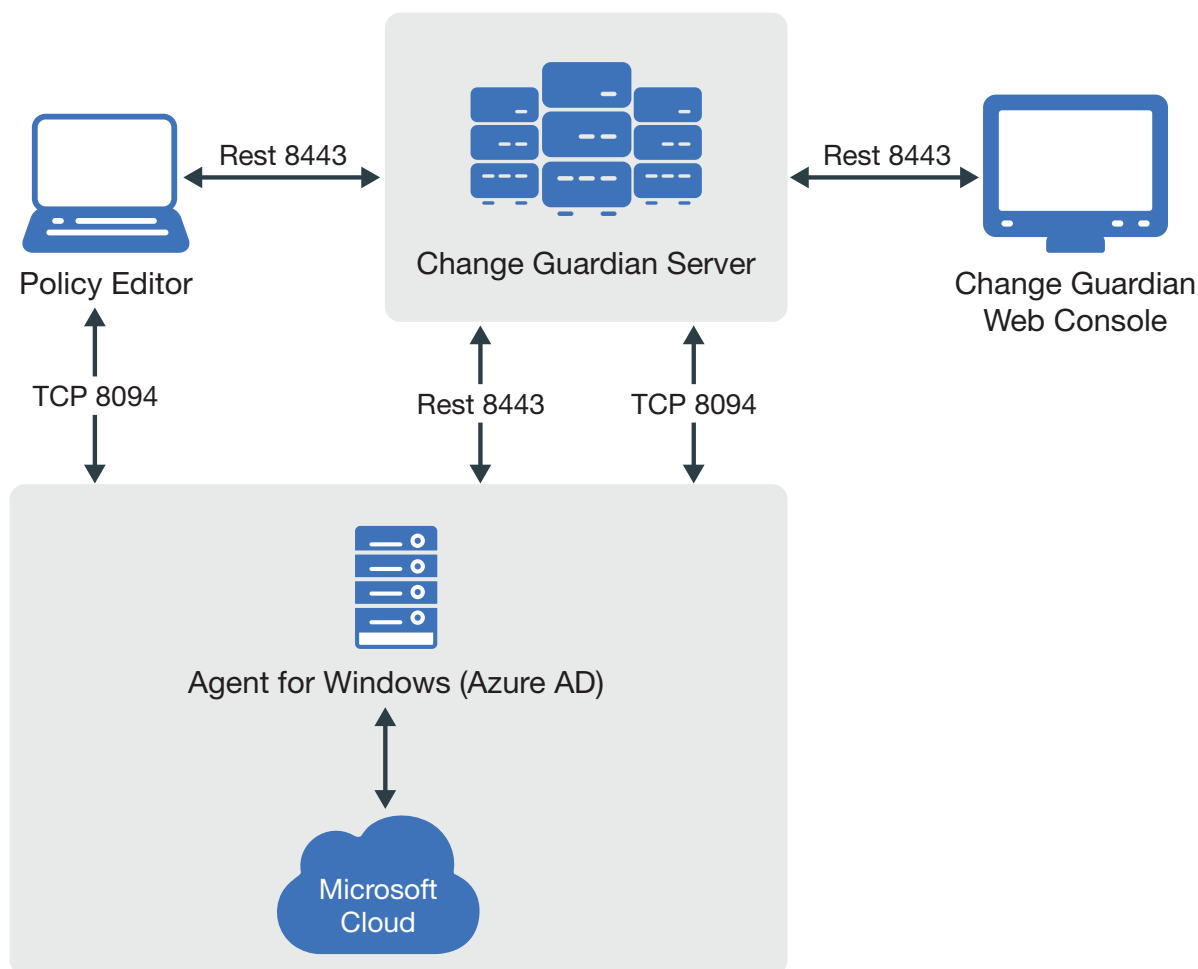 Rest 8443
Rest 8443
Change Guardian Server
Policy Editor
Change Guardian
Web Console
TCP 8094
Rest 8443
TCP 8094
Agent for Windows (Azure AD)
Microsoft
Cloud